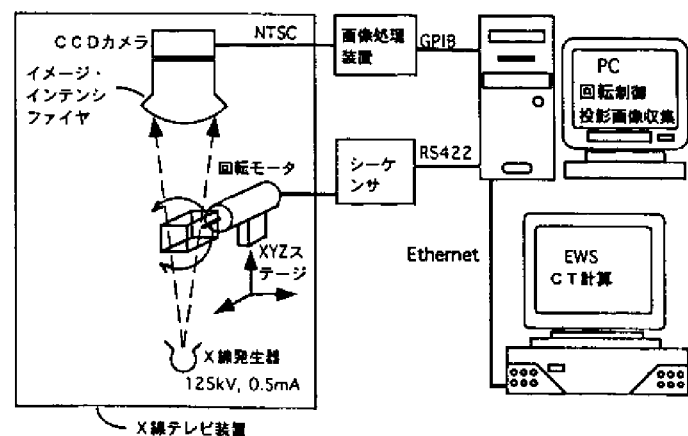 CCDカメラ
NTSC
画像処理
装置
GPIB
イメージ・
インテンシ
ファイヤ
PC
回転制御
投影画像収集
回転モータ
シーケ
ンサ
RS422
XYZス
テージ
Ethernet
EWS
CT計算
X線発生器
125kV, 0.5mA
X線テレビ装置